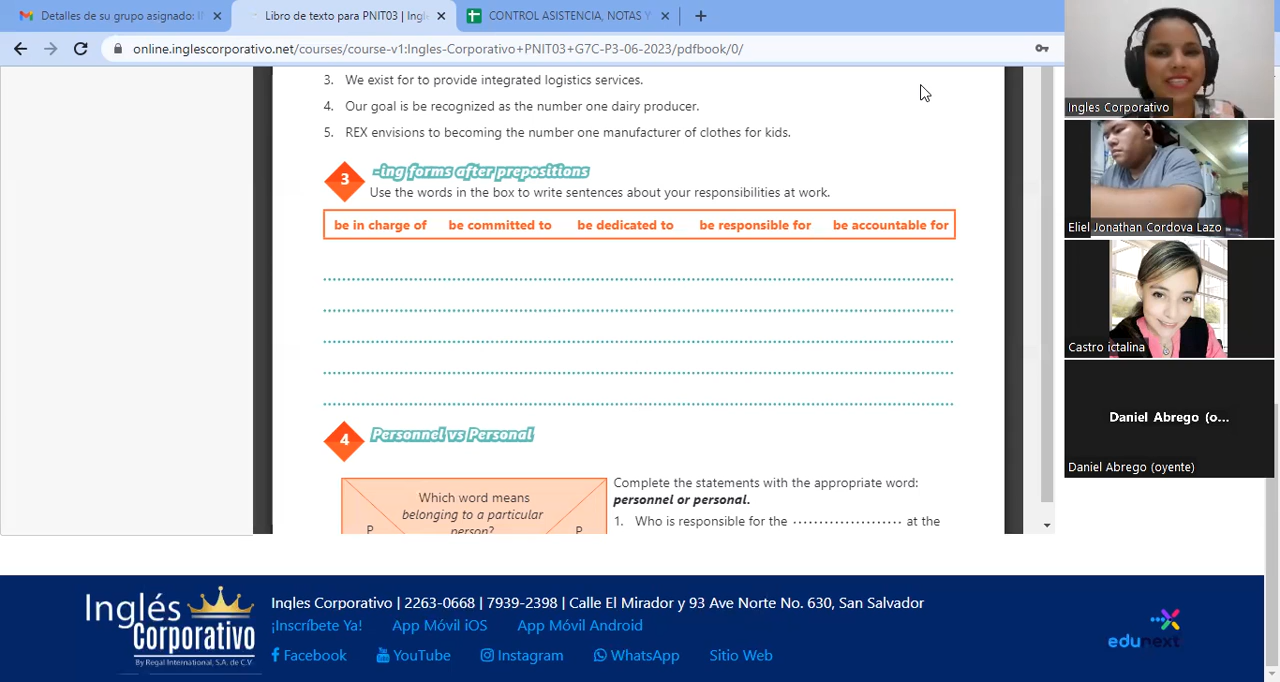 Detalles de su grupo asignado: II
Libro de texto para PNIT03 | Ingle
CONTROL ASISTENCIA, NOTAS Y
online.inglescorporativo.net/courses/course-v1:Ingles-Corporativo+PNIT03+G7C-P3-06-2023/pdfbook/0/
3. We exist for to provide integrated logistics services.
4. Our goal is be recognized as the number one dairy producer.
5. REX envisions to becoming the number one manufacturer of clothes for kids.
3 -ing forms after prepositions
Use the words in the box to write sentences about your responsibilities at work.
be in charge of be committed to be dedicated to be responsible for be accountable for
4 Personnel vs Personal
Which word means
belonging to a particular
person?
P P
Complete the statements with the appropriate word:
personnel or personal.
1. Who is responsible for the .................... at the
Ingles Corporativo
Eliel Jonathan Cordova Lazo
Castro ictalina
Daniel Abrego (o...
Daniel Abrego (oyente)
Inglés
Corporativo
By Regal International, S.A. de C.V.
Ingles Corporativo | 2263-0668 | 7939-2398 | Calle El Mirador y 93 Ave Norte No. 630, San Salvador
¡Inscríbete Ya! App Móvil iOS App Móvil Android
Facebook YouTube Instagram WhatsApp Sitio Web
edunext